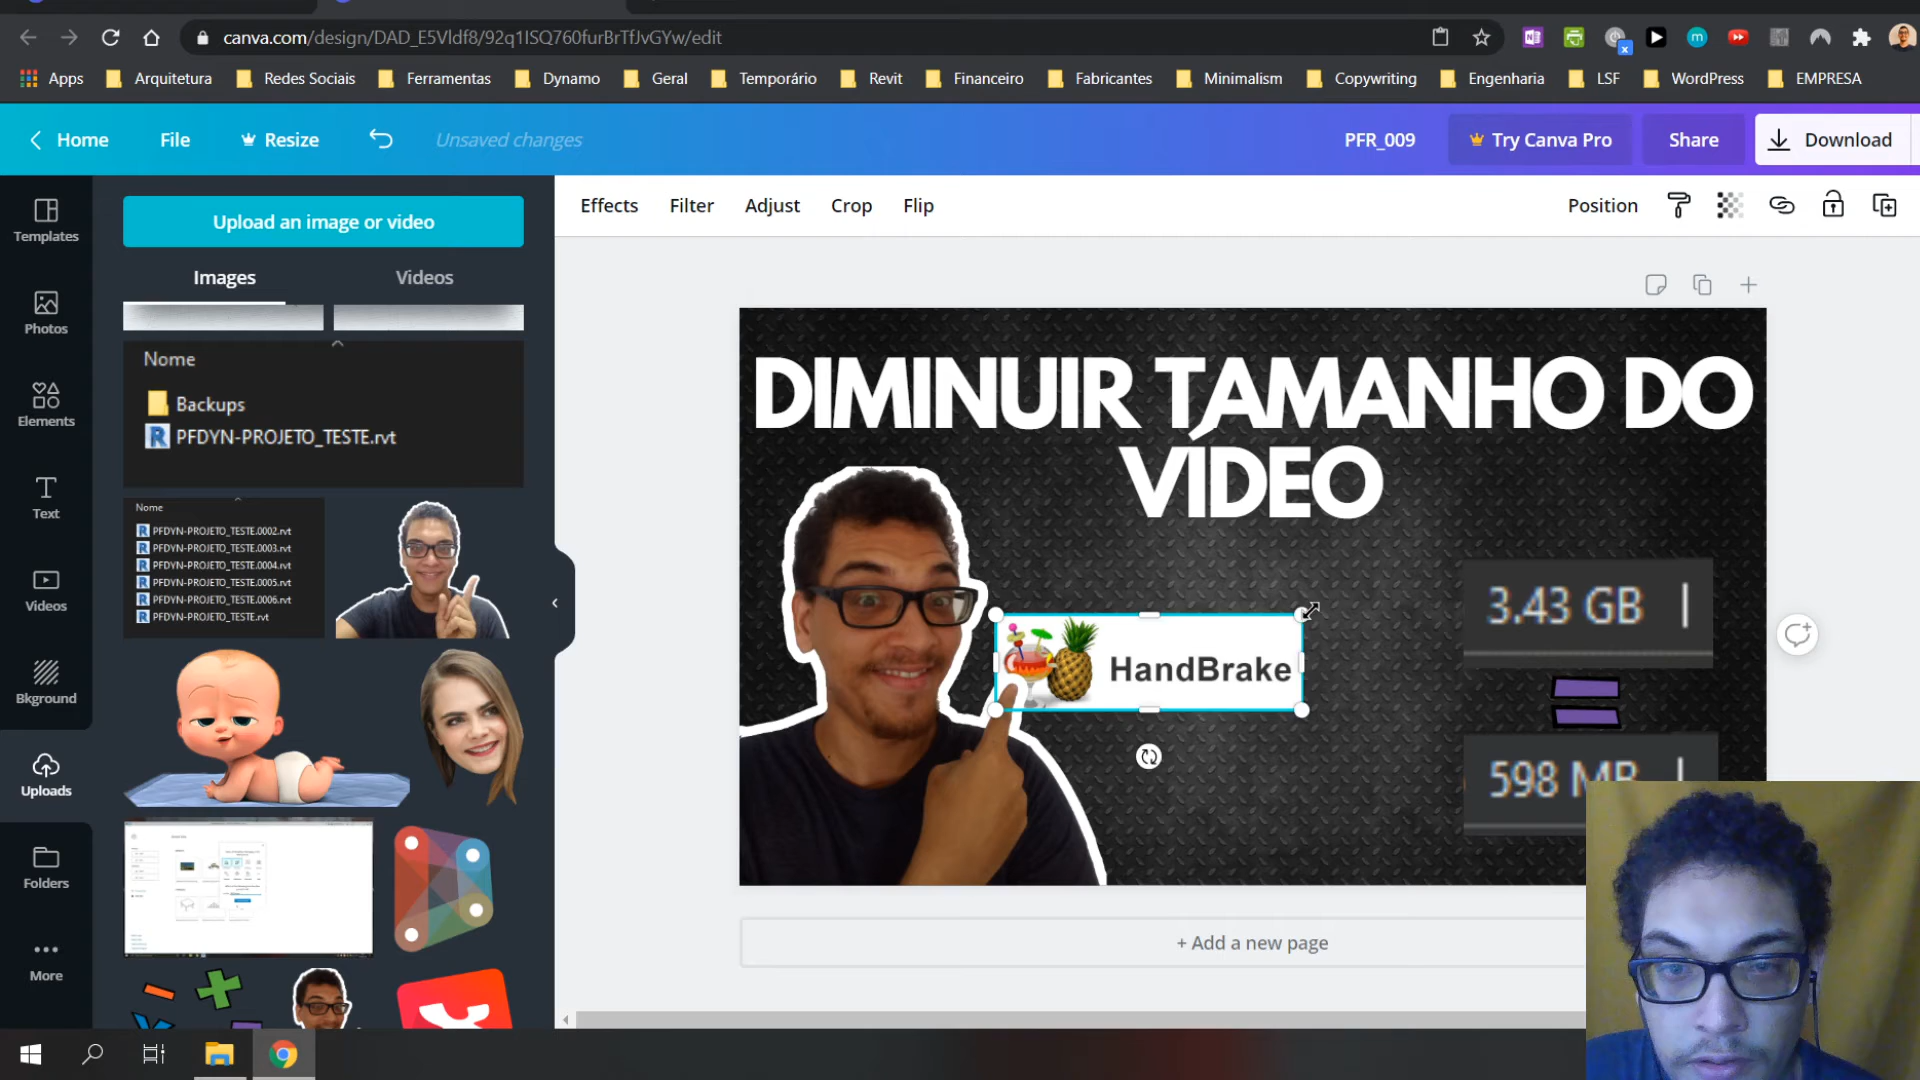 canva.com/design/DAD_E5Vldf8/92q1ISQ760furBrTfJvGYw/edit
Apps Arquitetura Redes Sociais Ferramentas Dynamo Geral Temporário Revit Financeiro Fabricantes Minimalism Copywriting Engenharia LSF WordPress EMPRESA
Home File Resize Unsaved changes PFR_009 Try Canva Pro Share Download
Effects Filter Adjust Crop Flip Position
Templates
Photos
Elements
Text
Videos
Bkground
Uploads
Folders
More
Upload an image or video
Images Videos
Nome
Backups
PFDYN-PROJETO_TESTE.rvt
Nome
PFDYN-PROJETO_TESTE.0002.rvt
PFDYN-PROJETO_TESTE.0003.rvt
PFDYN-PROJETO_TESTE.0004.rvt
PFDYN-PROJETO_TESTE.0005.rvt
PFDYN-PROJETO_TESTE.0006.rvt
PFDYN-PROJETO_TESTE.rvt
DIMINUIR TAMANHO DO
VÍDEO
HandBrake
3.43 GB
598 MB
+ Add a new page